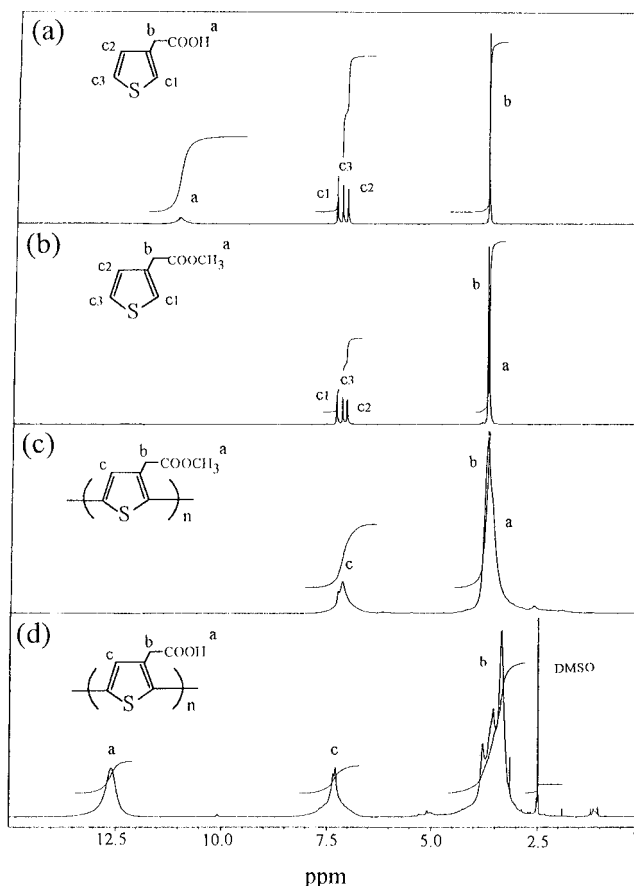 (a)
b a
c2 COOH
c3 S c1
b
c1 c3 c2
a
(b)
b a
c2 COOCH3
c3 S c1
b
c1 c3 c2
a
(c)
b a
c COOCH3
S n
b
a
c
(d)
b a
c COOH
S n
b
DMSO
a c
12.5 10.0 7.5 5.0 2.5 0
ppm